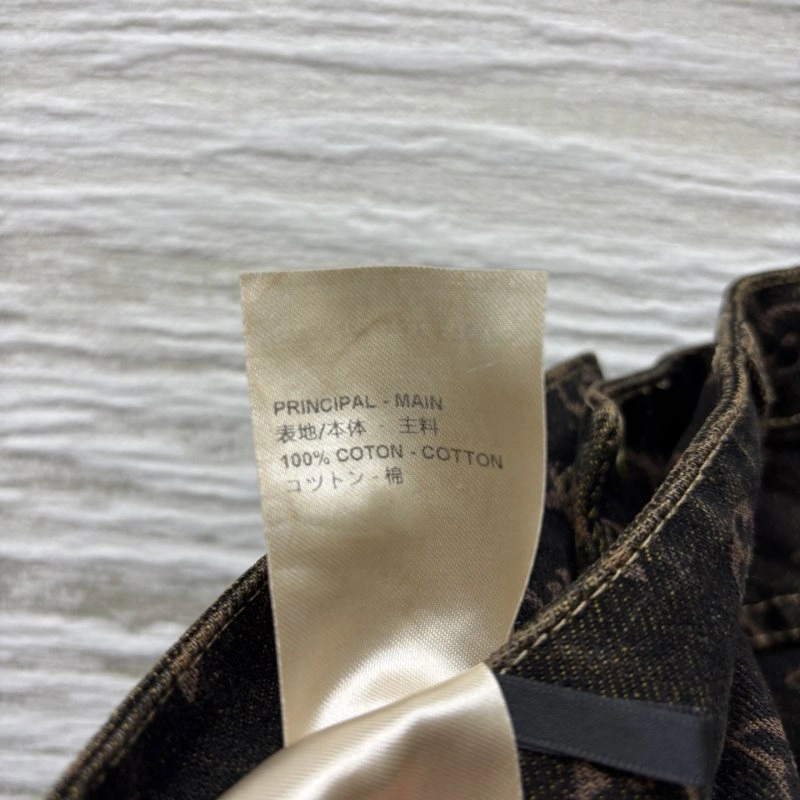 PRINCIPAL - MAIN
表地/本体 - 主料
100% COTON - COTTON
コットン - 棉